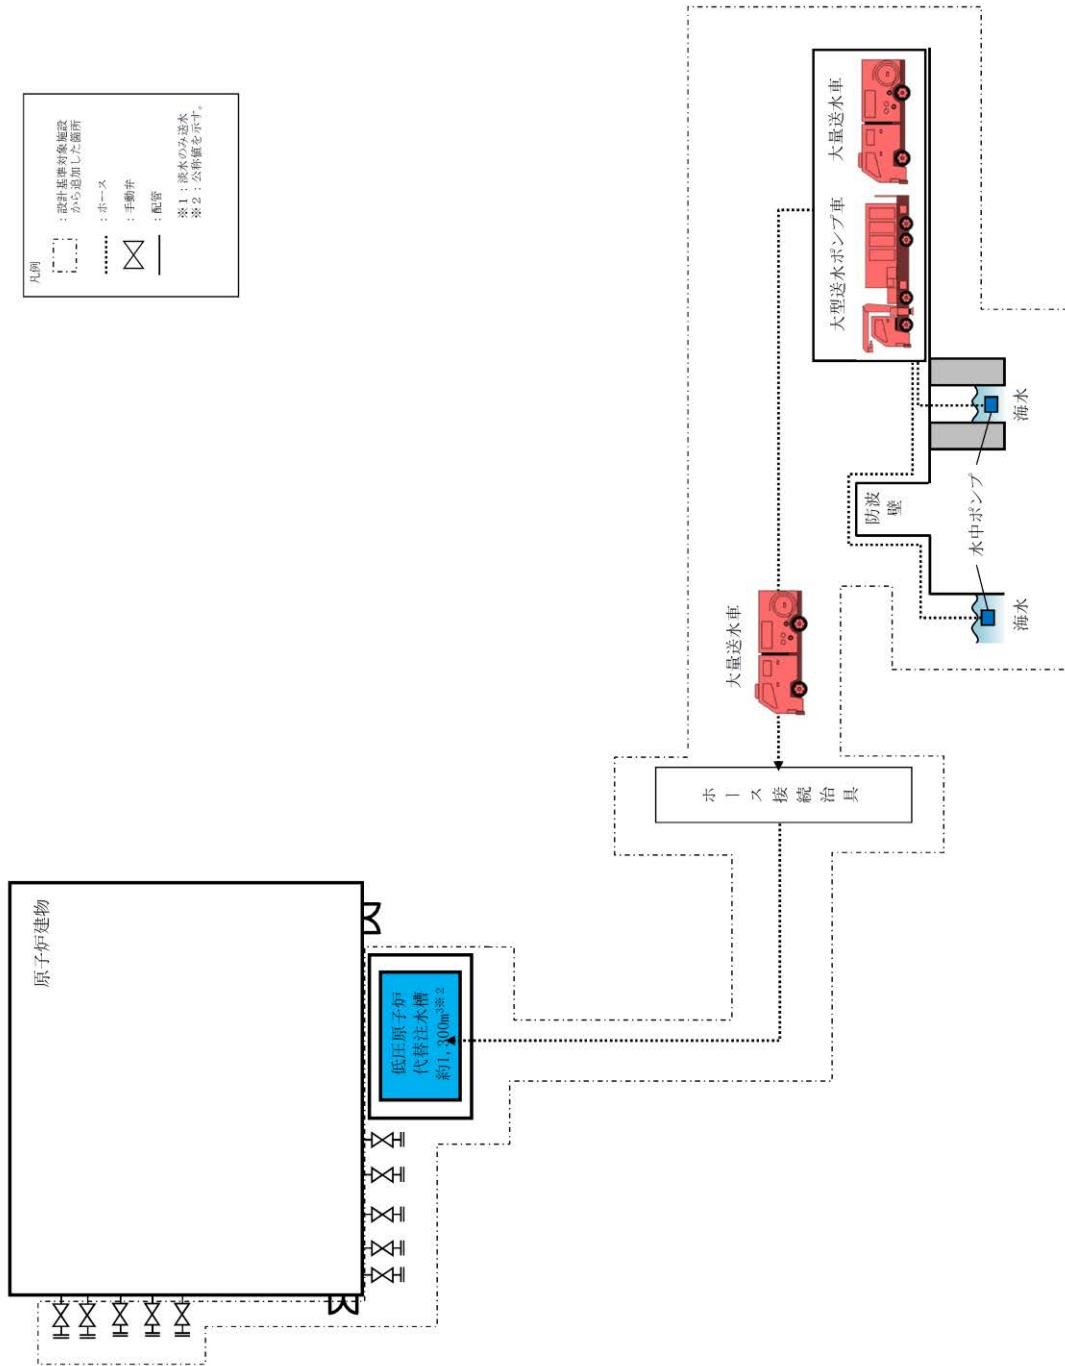 凡例
：設計基準対象施設
から追加した箇所
：ホース
：手動弁
：配管
※1：淡水のみ送水
※2：公称値を示す。
原子炉建物
低圧原子炉
代替注水槽
約1,300m³※2
ホース接続治具
大量送水車
大型送水ポンプ車
大量送水車
防波
壁
水中ポンプ
海水
海水